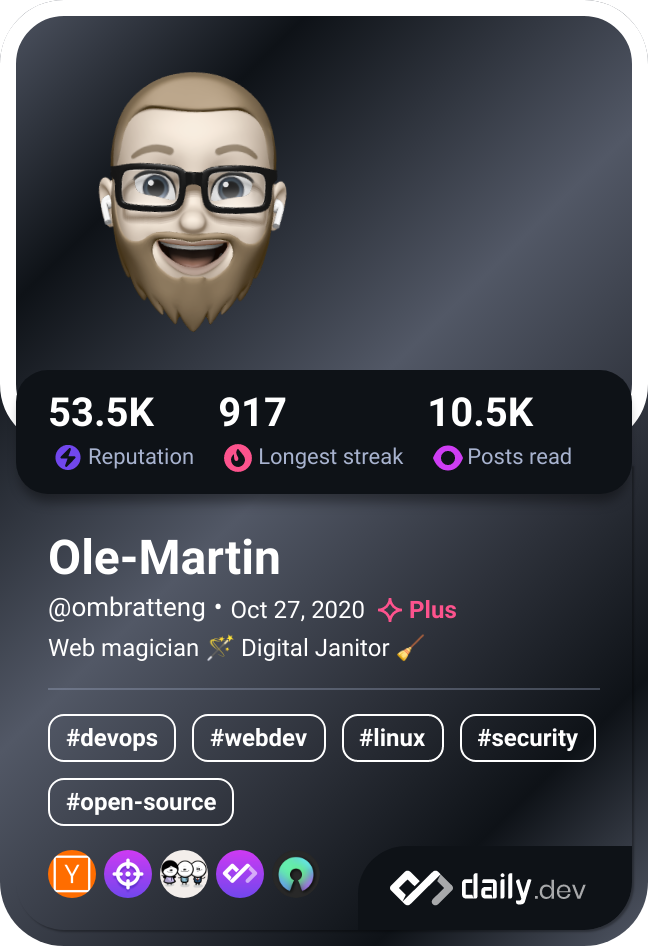 53.5K 917 10.5K
Reputation Longest streak Posts read
Ole-Martin
@ombratteng • Oct 27, 2020 Plus
Web magician 🪄 Digital Janitor 🧹
#devops #webdev #linux #security
#open-source
Y
daily.dev